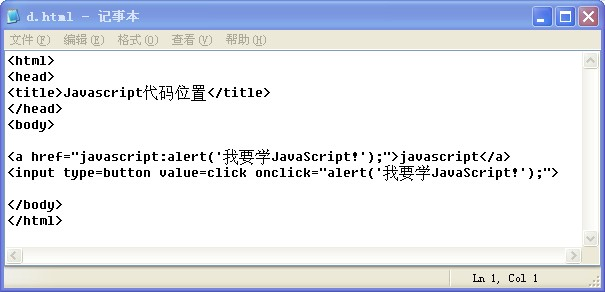 d.html - 记事本
文件(F) 编辑(E) 格式(O) 查看(V) 帮助(H)
<html>
<head>
<title>Javascript代码位置</title>
</head>
<body>
<a href="javascript:alert('我要学JavaScript!');">javascript</a>
<input type=button value=click onclick="alert('我要学JavaScript!');">
</body>
</html>
Ln 1, Col 1